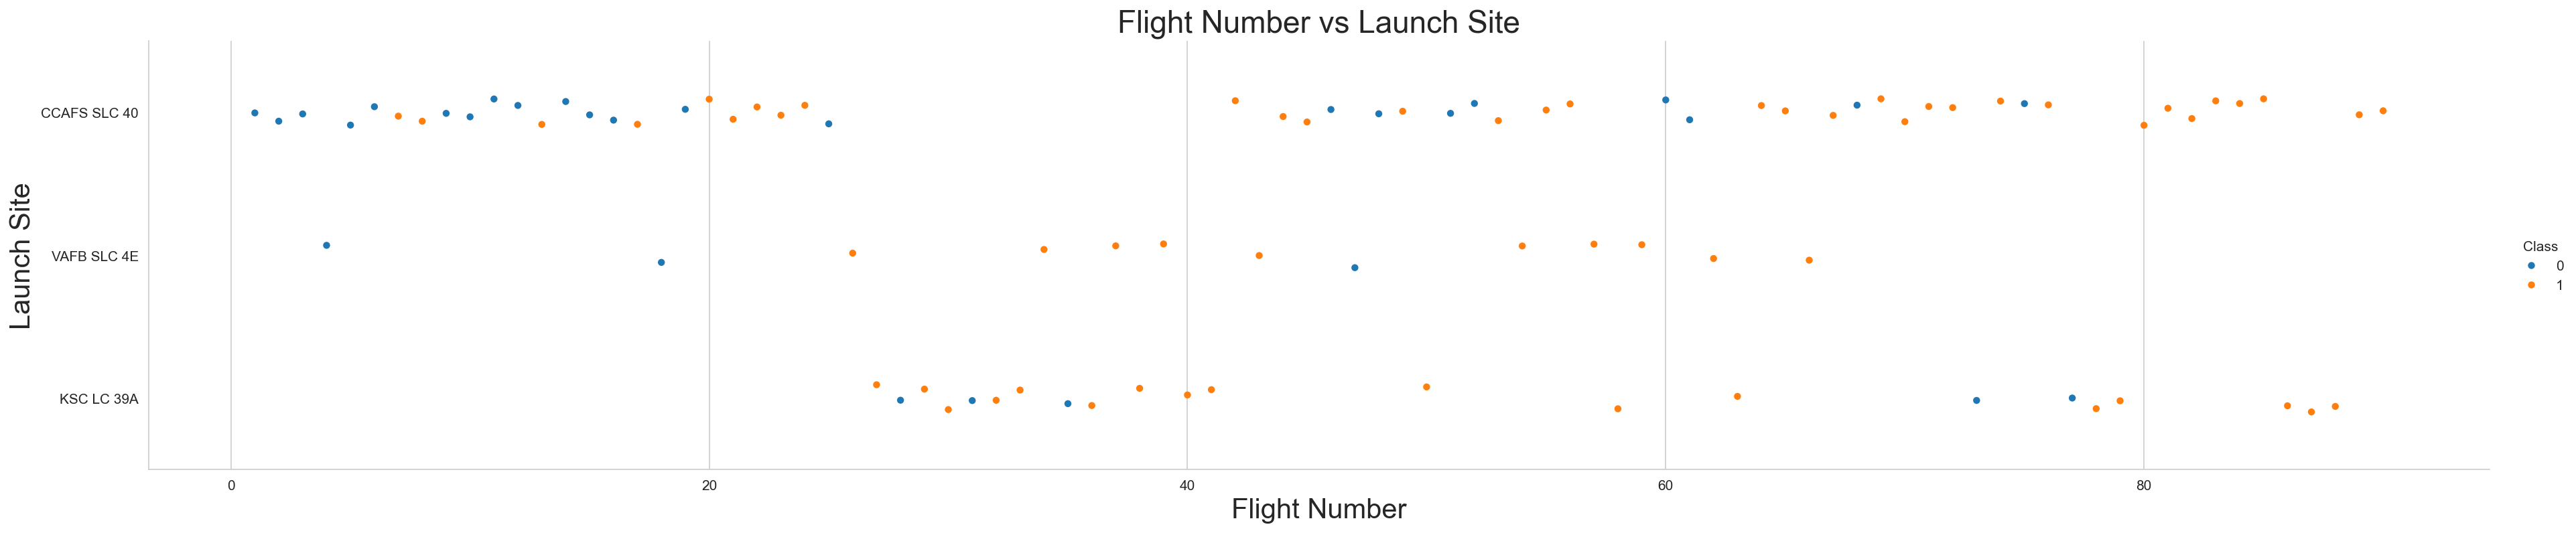 Flight Number vs Launch Site
Launch Site
CCAFS SLC 40
VAFB SLC 4E
KSC LC 39A
0 20 40 60 80
Flight Number
Class
0
1